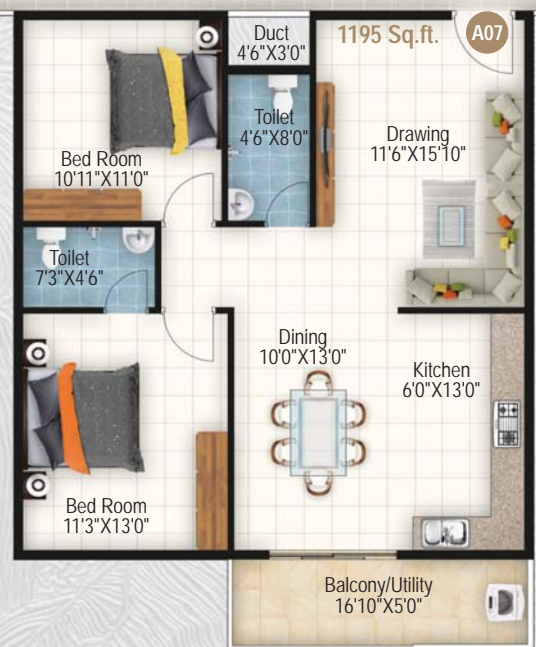 Duct
4'6"X3'0"
1195 Sq.ft.
A07
Toilet
4'6"X8'0"
Drawing
11'6"X15'10"
Bed Room
10'11"X11'0"
Toilet
7'3"X4'6"
Dining
10'0"X13'0"
Kitchen
6'0"X13'0"
Bed Room
11'3"X13'0"
Balcony/Utility
16'10"X5'0"